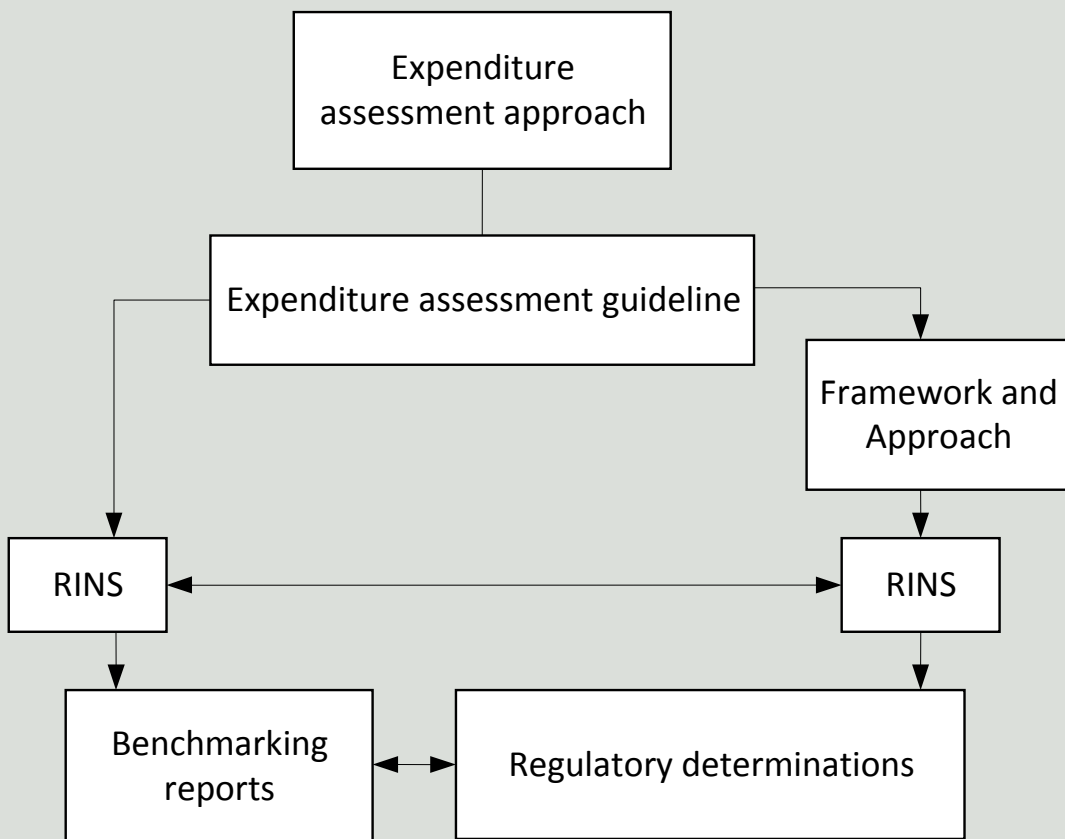 Expenditure
assessment approach
Expenditure assessment guideline
Framework and
Approach
RINS
RINS
Benchmarking
reports
Regulatory determinations